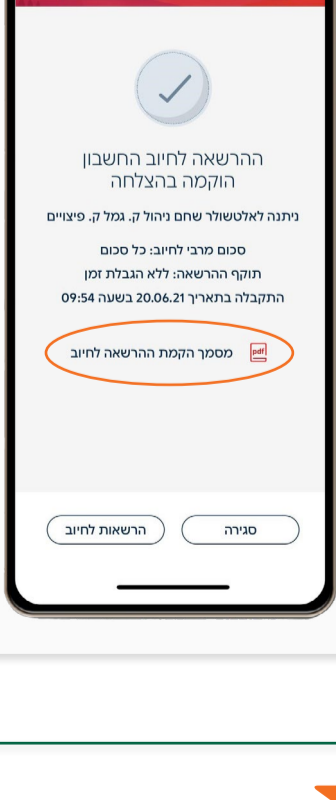 ההרשאה לחיוב החשבון
הוקמה בהצלחה
ניתנה לאלטשולר שחם ניהול ק. גמל ק. פיצויים
סכום מרבי לחיוב: כל סכום
תוקף ההרשאה: ללא הגבלת זמן
התקבלה בתאריך 20.06.21 בשעה 09:54
pdf מסמך הקמת ההרשאה לחיוב
סגירה
הרשאות לחיוב